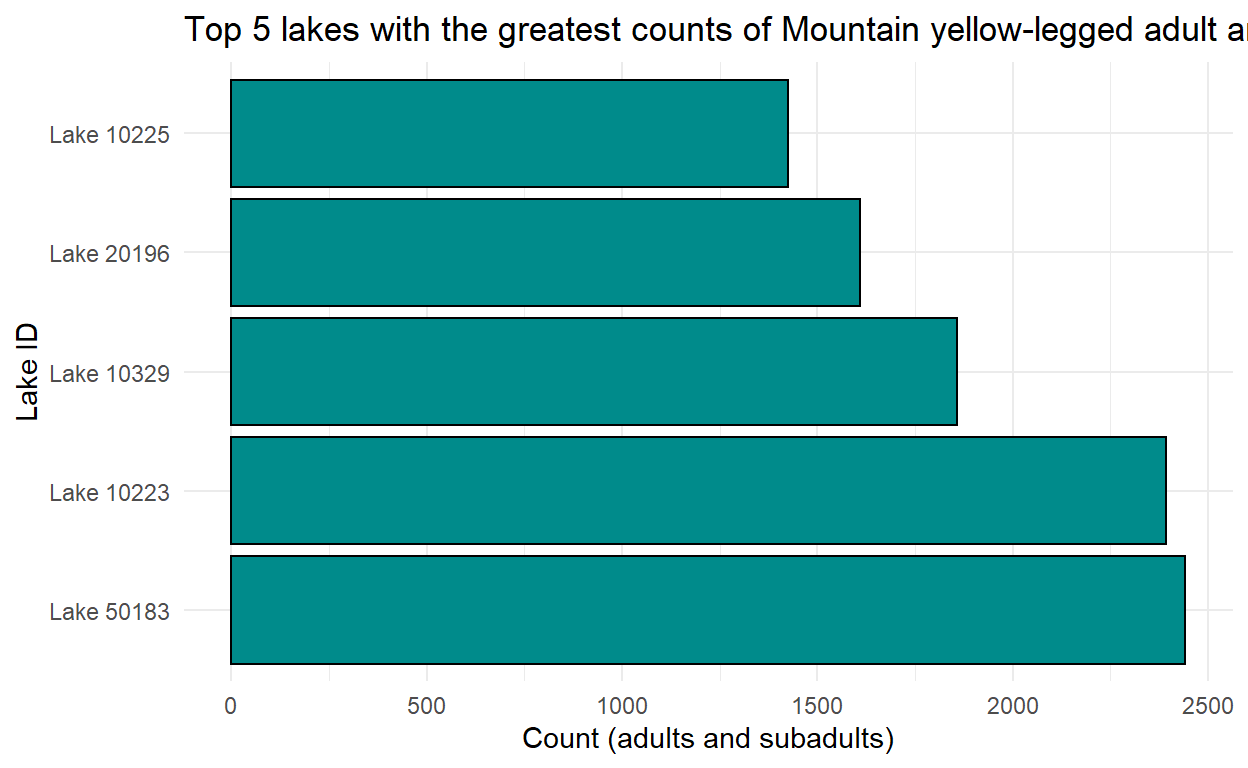 Top 5 lakes with the greatest counts of Mountain yellow-legged adult
Lake 10225
Lake 20196
Lake 10329
Lake 10223
Lake 50183
Lake ID
0 500 1000 1500 2000 2500
Count (adults and subadults)